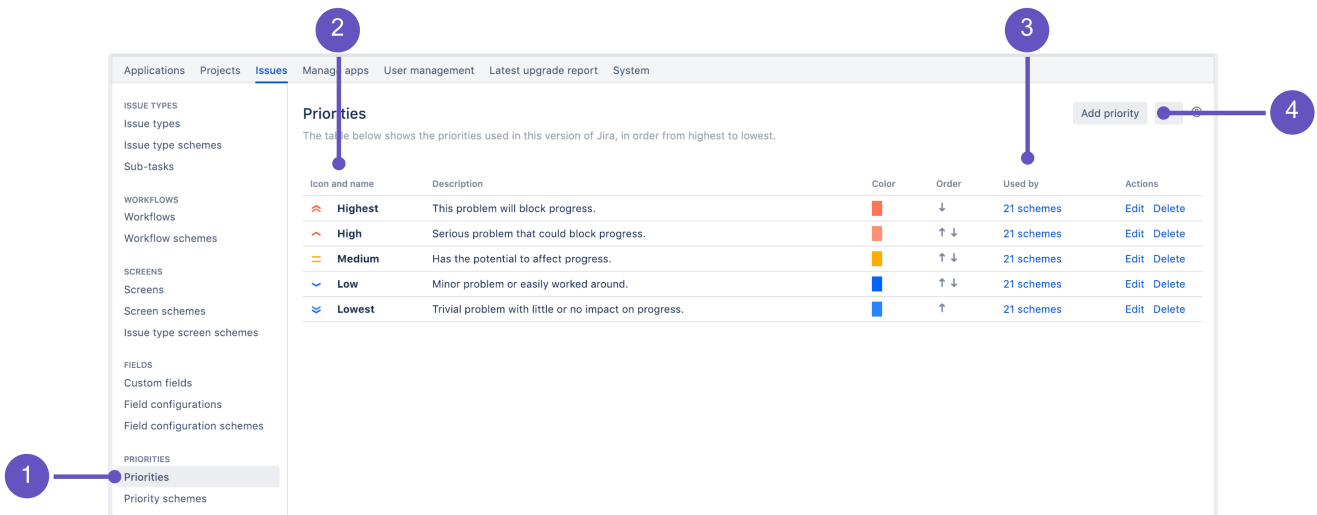 2
3
Applications Projects Issues Manage apps User management Latest upgrade report System
ISSUE TYPES
Issue types
Issue type schemes
Sub-tasks
WORKFLOWS
Workflows
Workflow schemes
SCREENS
Screens
Screen schemes
Issue type screen schemes
FIELDS
Custom fields
Field configurations
Field configuration schemes
PRIORITIES
Priorities
Priority schemes
1
Priorities
Add priority
4
The table below shows the priorities used in this version of Jira, in order from highest to lowest.
Icon and name Description Color Order Used by Actions
Highest This problem will block progress. ↓ 21 schemes Edit Delete
High Serious problem that could block progress. ↑ ↓ 21 schemes Edit Delete
Medium Has the potential to affect progress. ↑ ↓ 21 schemes Edit Delete
Low Minor problem or easily worked around. ↑ ↓ 21 schemes Edit Delete
Lowest Trivial problem with little or no impact on progress. ↑ 21 schemes Edit Delete